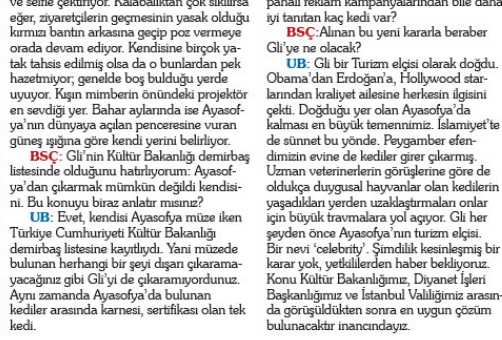 ve selfie çektiriyor. Kalabalıktan çok sıkılırsa
eğer, ziyaretçilerin geçmesinin yasak olduğu
kırmızı bantın arkasına geçip poz vermeye
orada devam ediyor. Kendisine birçok ya-
tak tahsis edilmiş olsa da o bunlardan pek
hazetmiyor; genelde boş bulduğu yerde
uyuyor. Kışın mimberin önündeki projektör
en sevdiği yer. Bahar aylarında ise Ayasof-
ya'nın dünyaya açılan penceresine vuran
güneş ışığına göre kendi yerini belirliyor.
BSÇ: Gli'nin Kültür Bakanlığı demirbaş
listesinde olduğunu hatırlıyorum: Ayasof-
ya'dan çıkarmak mümkün değildi kendisi-
ni. Bu konuyu biraz anlatır mısınız?
UB: Evet, kendisi Ayasofya müze iken
Türkiye Cumhuriyeti Kültür Bakanlığı
demirbaş listesine kayıtlıydı. Yani müzede
bulunan herhangi bir şeyi dışarı çıkarama-
yacağınız gibi Gli'yi de çıkaramıyordunuz.
Aynı zamanda Ayasofya'da bulunan
kediler arasında karnesi, sertifikası olan tek
kedi.
panalı reklam kampanyalarından bile daha
iyi tanıtan kaç kedi var?
BSÇ:Alınan bu yeni kararla beraber
Gli'ye ne olacak?
UB: Gli bir Turizm elçisi olarak doğdu.
Obama'dan Erdoğan'a, Hollywood star-
larından kraliyet ailesine herkesin ilgisini
çekti. Doğduğu yer olan Ayasofya'da
kalması en büyük temennimiz. İslamiyet'te
de sünnet bu yönde. Peygamber efen-
dimizin evine de kediler girer çıkarmış.
Uzman veterinerlerin görüşlerine göre de
oldukça duygusal hayvanlar olan kedilerin
yaşadıkları yerden uzaklaştırmaları onlar
için büyük travmalara yol açıyor. Gli her
şeyden önce Ayasofya'nın turizm elçisi.
Bir nevi 'celebrity'. Şimdilik kesinleşmiş bir
karar yok, yetkililerden haber bekliyoruz.
Konu Kültür Bakanlığımız, Diyanet İşleri
Başkanlığımız ve İstanbul Valiliğimiz arasın-
da görüşüldükten sonra en uygun çözüm
bulunacaktır inancındayız.